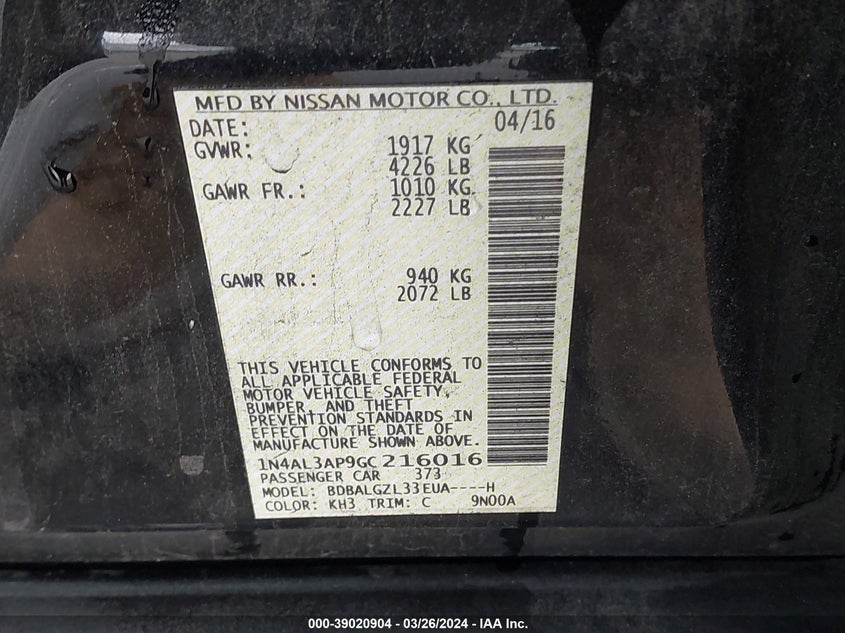 MFD BY NISSAN MOTOR CO., LTD.
DATE: 04/16
GVWR: 1917 KG
4226 LB
GAWR FR.: 1010 KG
2227 LB
GAWR RR.: 940 KG
2072 LB
THIS VEHICLE CONFORMS TO
ALL APPLICABLE FEDERAL
MOTOR VEHICLE SAFETY,
BUMPER, AND THEFT
PREVENTION STANDARDS IN
EFFECT ON THE DATE OF
MANUFACTURE SHOWN ABOVE.
1N4AL3AP9GC216016
PASSENGER CAR 373
MODEL: BDBALGZL33EUA----H
COLOR: KH3 TRIM: C 9N00A
000-39020904 - 03/26/2024 - IAA Inc.